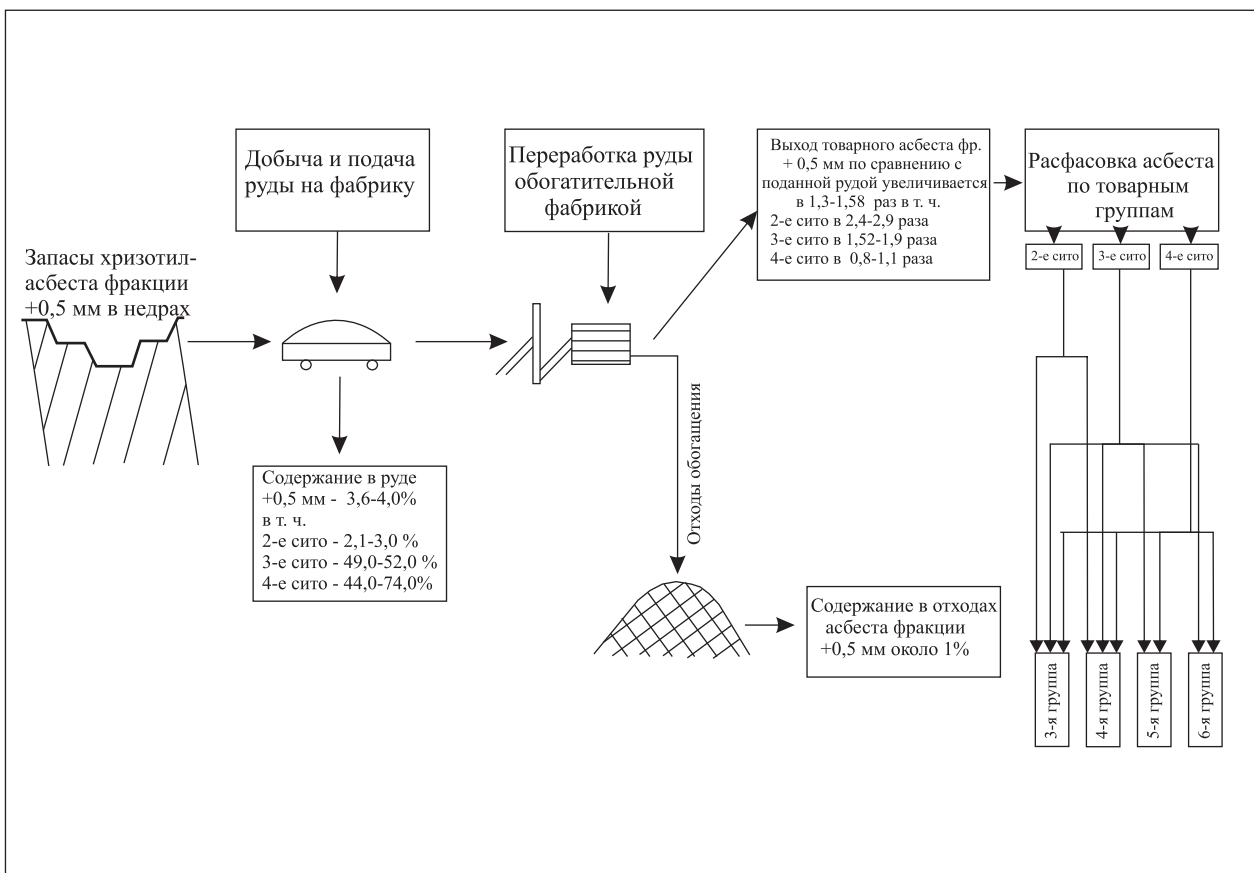 Запасы хризотил-
асбеста фракции
+0,5 мм в недрах
Добыча и подача
руды на фабрику
Содержание в руде
+0,5 мм - 3,6-4,0%
в т. ч.
2-е сито - 2,1-3,0 %
3-е сито - 49,0-52,0 %
4-е сито - 44,0-74,0%
Переработка руды
обогатительной
фабрикой
Отходы обогащения
Содержание в отходах
асбеста фракции
+0,5 мм около 1%
Выход товарного асбеста фр.
+ 0,5 мм по сравнению с
поданной рудой увеличивается
в 1,3-1,58 раз в т. ч.
2-е сито в 2,4-2,9 раза
3-е сито в 1,52-1,9 раза
4-е сито в 0,8-1,1 раза
Расфасовка асбеста
по товарным
группам
2-е сито
3-е сито
4-е сито
3-я группа
4-я группа
5-я группа
6-я группа